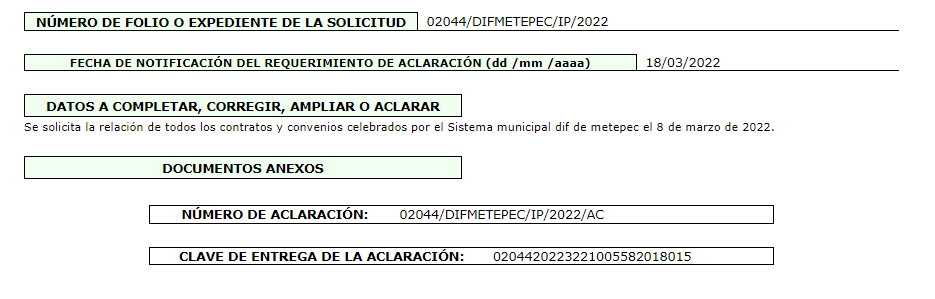 NÚMERO DE FOLIO O EXPEDIENTE DE LA SOLICITUD 02044/DIFMETEPEC/IP/2022
FECHA DE NOTIFICACIÓN DEL REQUERIMIENTO DE ACLARACIÓN (dd /mm /aaaa) 18/03/2022
DATOS A COMPLETAR, CORREGIR, AMPLIAR O ACLARAR
Se solicita la relación de todos los contratos y convenios celebrados por el Sistema municipal dif de metepec el 8 de marzo de 2022.
DOCUMENTOS ANEXOS
NÚMERO DE ACLARACIÓN: 02044/DIFMETEPEC/IP/2022/AC
CLAVE DE ENTREGA DE LA ACLARACIÓN: 0204420223221005582018015